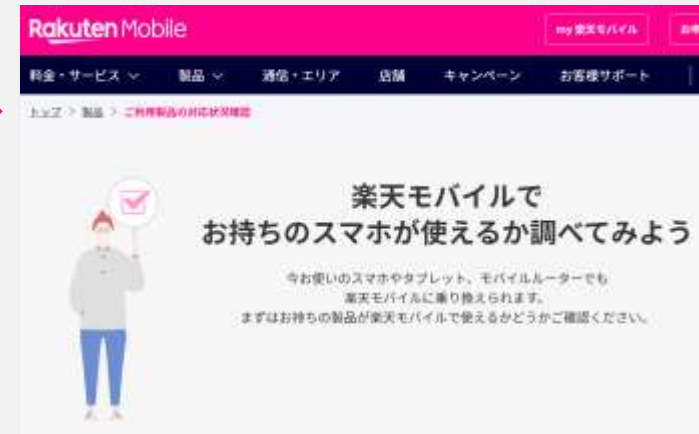 Rakuten Mobile
my 楽天モバイル
料金・サービス 製品 通信・エリア 店舗 キャンペーン お客様サポート
トップ > 製品 > ご利用製品の対応状況確認
楽天モバイルで
お持ちのスマホが使えるか調べてみよう
今お使いのスマホやタブレット、モバイルルーターでも
楽天モバイルに乗り換えられます。
まずはお持ちの製品が楽天モバイルで使えるかどうかご確認ください。